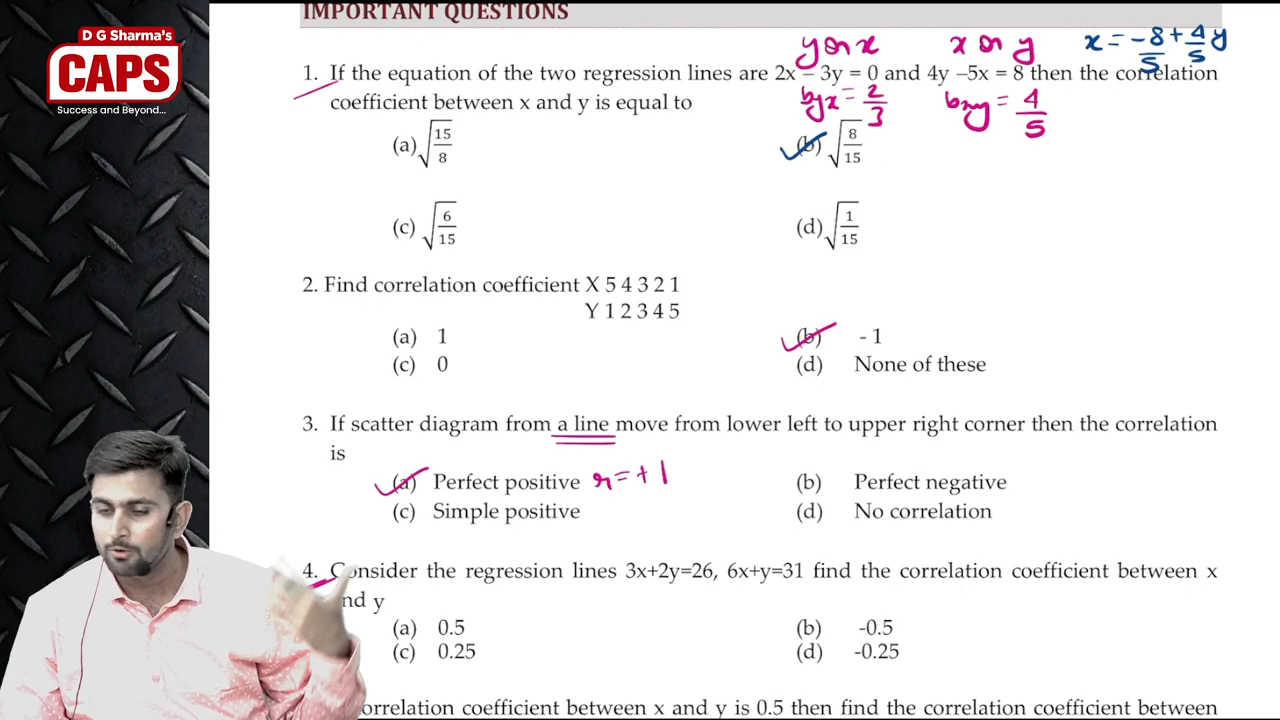 IMPORTANT QUESTIONS
D G Sharma's
CAPS
Success and Beyond...
y on x
x on y
x = -8/5 + 4/5 y
1. If the equation of the two regression lines are 2x – 3y = 0 and 4y –5x = 8 then the correlation
coefficient between x and y is equal to
byx = 2/3
bxy = 4/5
(a) √15/8
(b) √8/15
(c) √6/15
(d) √1/15
2. Find correlation coefficient X 5 4 3 2 1
Y 1 2 3 4 5
(a) 1
(b) - 1
(c) 0
(d) None of these
3. If scatter diagram from a line move from lower left to upper right corner then the correlation
is
(a) Perfect positive r = +1
(b) Perfect negative
(c) Simple positive
(d) No correlation
4. Consider the regression lines 3x+2y=26, 6x+y=31 find the correlation coefficient between x
nd y
(a) 0.5
(b) -0.5
(c) 0.25
(d) -0.25
orrelation coefficient between x and y is 0.5 then find the correlation coefficient between